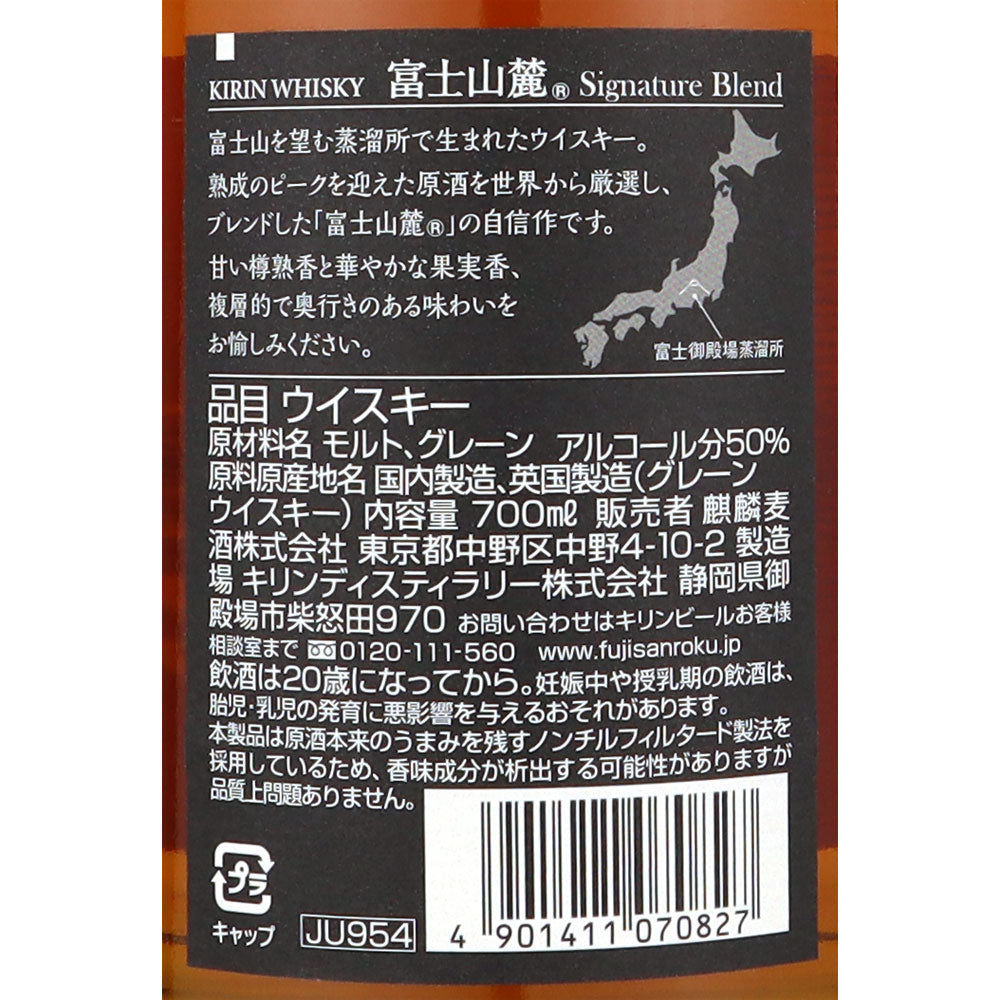 KIRIN WHISKY 富士山麓® Signature Blend
富士山を望む蒸溜所で生まれたウイスキー。
熟成のピークを迎えた原酒を世界から厳選し、
ブレンドした「富士山麓®」の自信作です。
甘い樽熟香と華やかな果実香、
複層的で奥行きのある味わいを
お愉しみください。
富士御殿場蒸溜所
品目 ウイスキー
原材料名 モルト、グレーン アルコール分50%
原料原産地名 国内製造、英国製造(グレーン
ウイスキー) 内容量 700mℓ 販売者 麒麟麦
酒株式会社 東京都中野区中野4-10-2 製造
場 キリンディスティラリー株式会社 静岡県御
殿場市柴怒田970 お問い合わせはキリンビールお客様
相談室まで 0120-111-560 www.fujisanroku.jp
飲酒は20歳になってから。妊娠中や授乳期の飲酒は、
胎児・乳児の発育に悪影響を与えるおそれがあります。
本製品は原酒本来のうまみを残すノンチルフィルタード製法を
採用しているため、香味成分が析出する可能性がありますが
品質上問題ありません。
プラ
キャップ
JU954
4 901411 070827